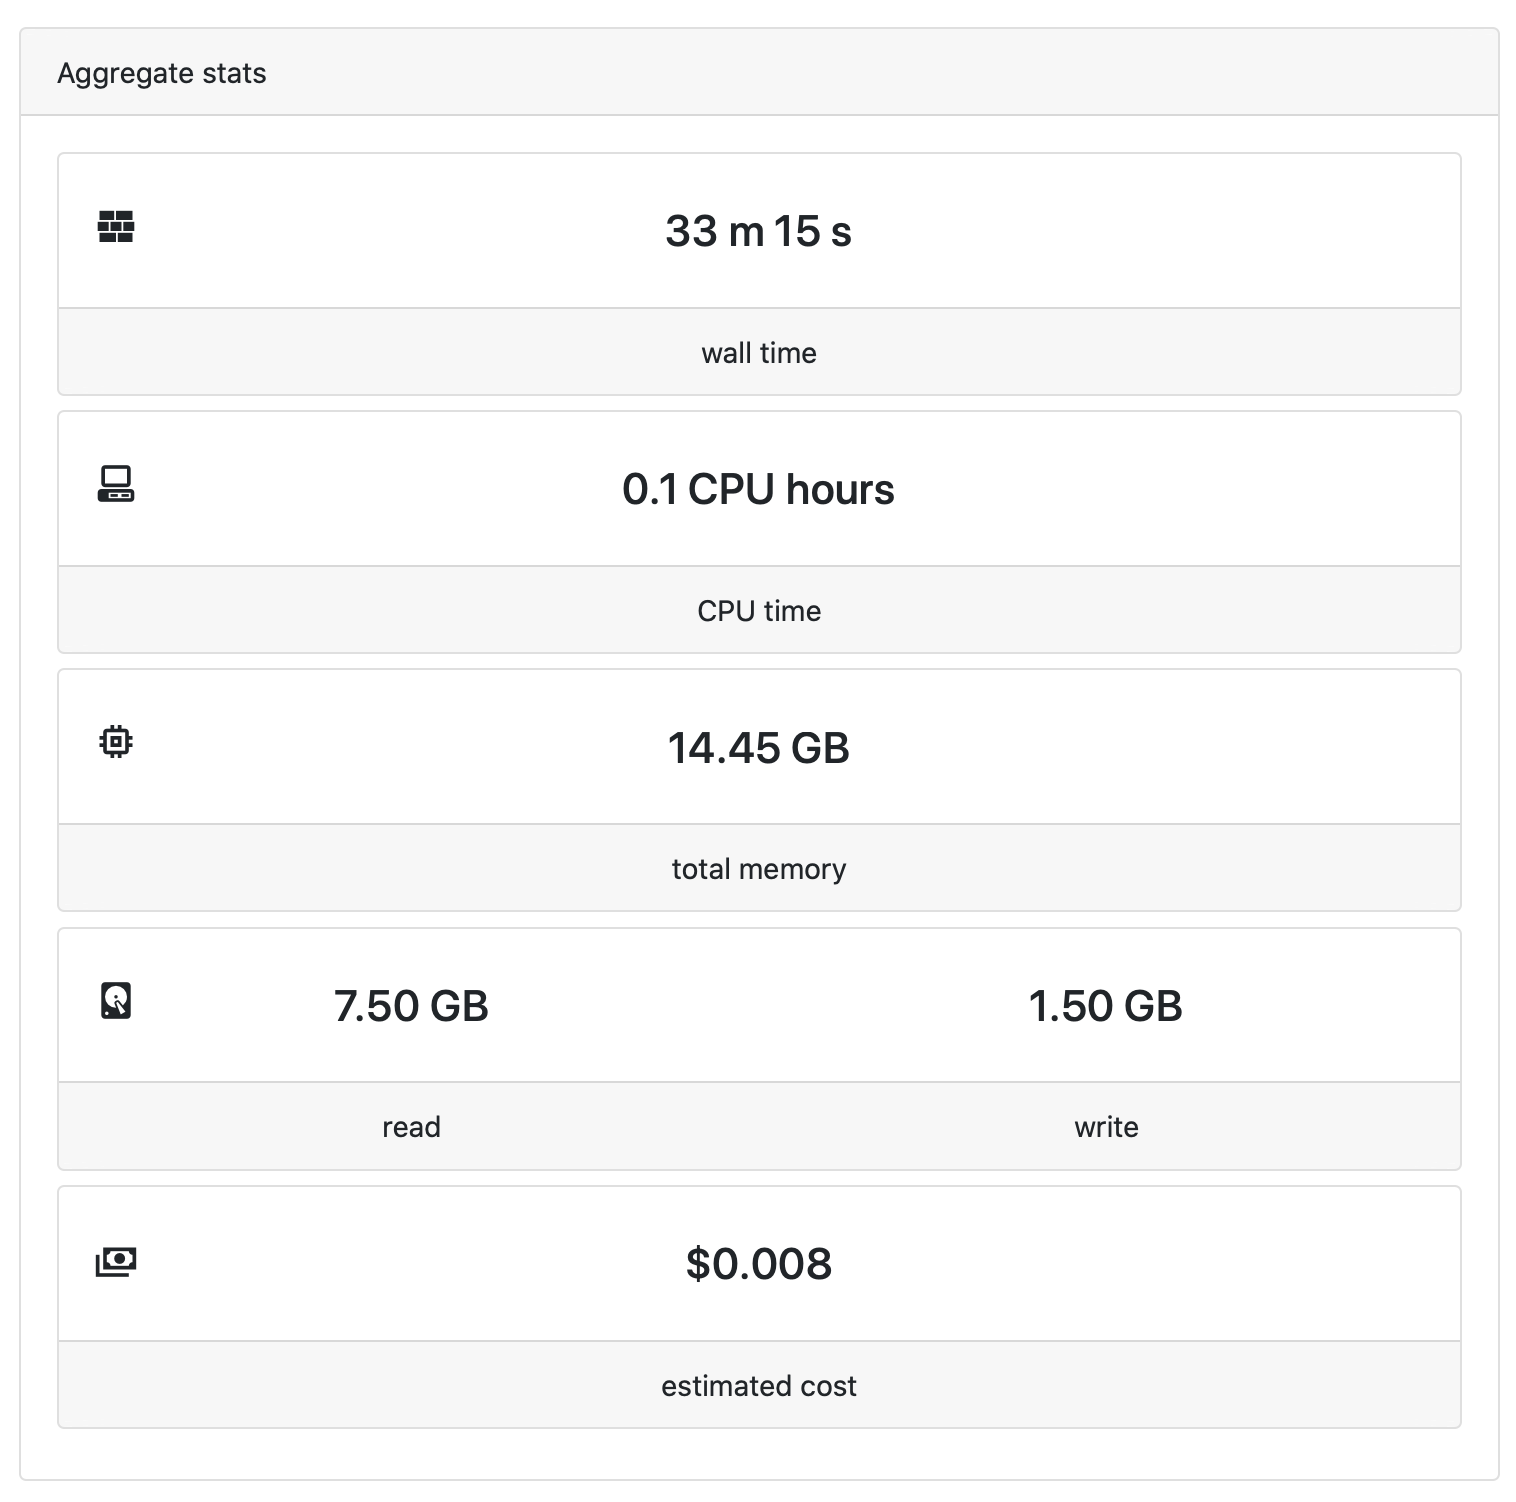 Aggregate stats
33 m 15 s
wall time
0.1 CPU hours
CPU time
14.45 GB
total memory
7.50 GB 1.50 GB
read write
$0.008
estimated cost